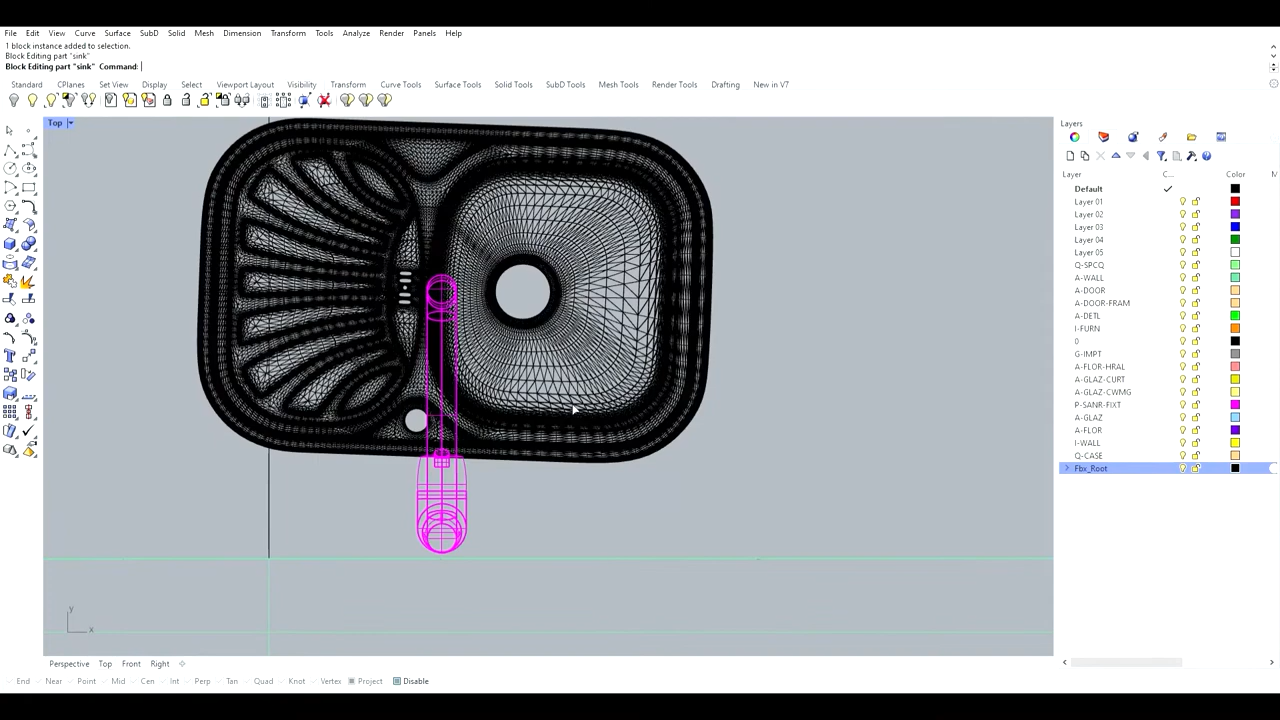 File Edit View Curve Surface SubD Solid Mesh Dimension Transform Tools Analyze Render Panels Help
1 block instance added to selection.
Block Editing part "sink"
Block Editing part "sink" Command:
Standard CPlanes Set View Display Select Viewport Layout Visibility Transform Curve Tools Surface Tools Solid Tools SubD Tools Mesh Tools Render Tools Drafting New in V7
Top
Layers
Layer C... Color M
Default
Layer 01
Layer 02
Layer 03
Layer 04
Layer 05
Q-SPCQ
A-WALL
A-DOOR
A-DOOR-FRAM
A-DETL
I-FURN
0
G-IMPT
A-FLOR-HRAL
A-GLAZ-CURT
A-GLAZ-CWMG
P-SANR-FIXT
A-GLAZ
A-FLOR
I-WALL
Q-CASE
Fbx_Root
y
x
Perspective Top Front Right
End Near Point Mid Cen Int Perp Tan Quad Knot Vertex Project Disable